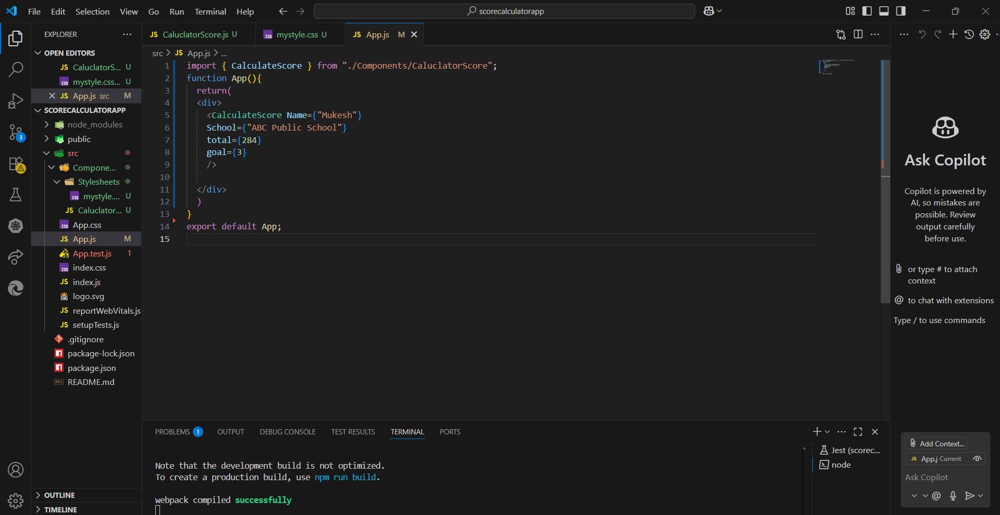 File Edit Selection View Go Run Terminal Help
scorecalculatorapp
EXPLORER
OPEN EDITORS
JS CaluclatorS... U
css mystyle.css... U
JS App.js src M
SCORECALCULATORAPP
node_modules
public
src
Compone...
Stylesheets
css mystyle.... U
JS Caluclator... U
css App.css
JS App.js M
App.test.js 1
css index.css
JS index.js
SVG logo.svg
JS reportWebVitals.js
JS setupTests.js
.gitignore
package-lock.json
package.json
README.md
OUTLINE
TIMELINE
3
JS CaluclatorScore.js U
css mystyle.css U
JS App.js M
src > JS App.js > ...
1 import { CalculateScore } from "./Components/CaluclatorScore";
2 function App(){
3 return(
4 <div>
5 <CalculateScore Name={"Mukesh"}
6 School={"ABC Public School"}
7 total={284}
8 goal={3}
9 />
10
11 </div>
12 )
13 }
14 export default App;
15
PROBLEMS 1 OUTPUT DEBUG CONSOLE TEST RESULTS TERMINAL PORTS
Note that the development build is not optimized.
To create a production build, use npm run build.
webpack compiled successfully
Jest (scorec...
node
Ask Copilot
Copilot is powered by
AI, so mistakes are
possible. Review
output carefully
before use.
or type # to attach
context
@ to chat with extensions
Type / to use commands
Add Context...
JS App.j Current
Ask Copilot
@